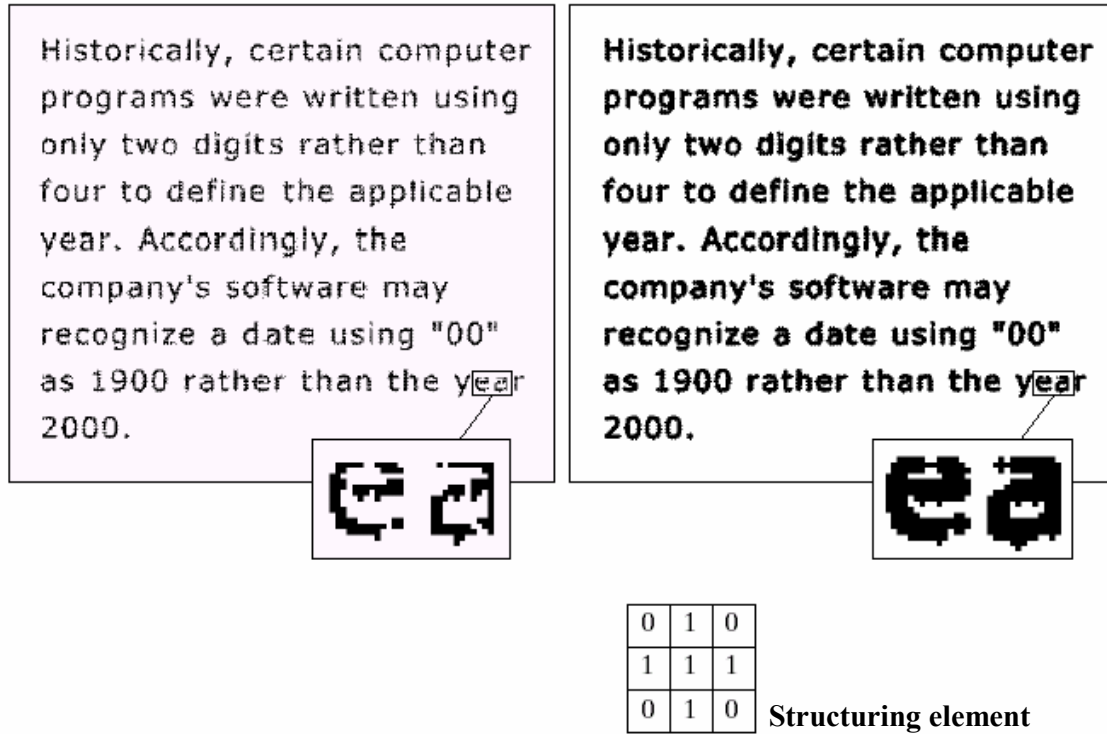 Historically, certain computer
programs were written using
only two digits rather than
four to define the applicable
year. Accordingly, the
company's software may
recognize a date using "00"
as 1900 rather than the year
2000.
e a
Historically, certain computer
programs were written using
only two digits rather than
four to define the applicable
year. Accordingly, the
company's software may
recognize a date using "00"
as 1900 rather than the year
2000.
e a
0 1 0
1 1 1
0 1 0
Structuring element